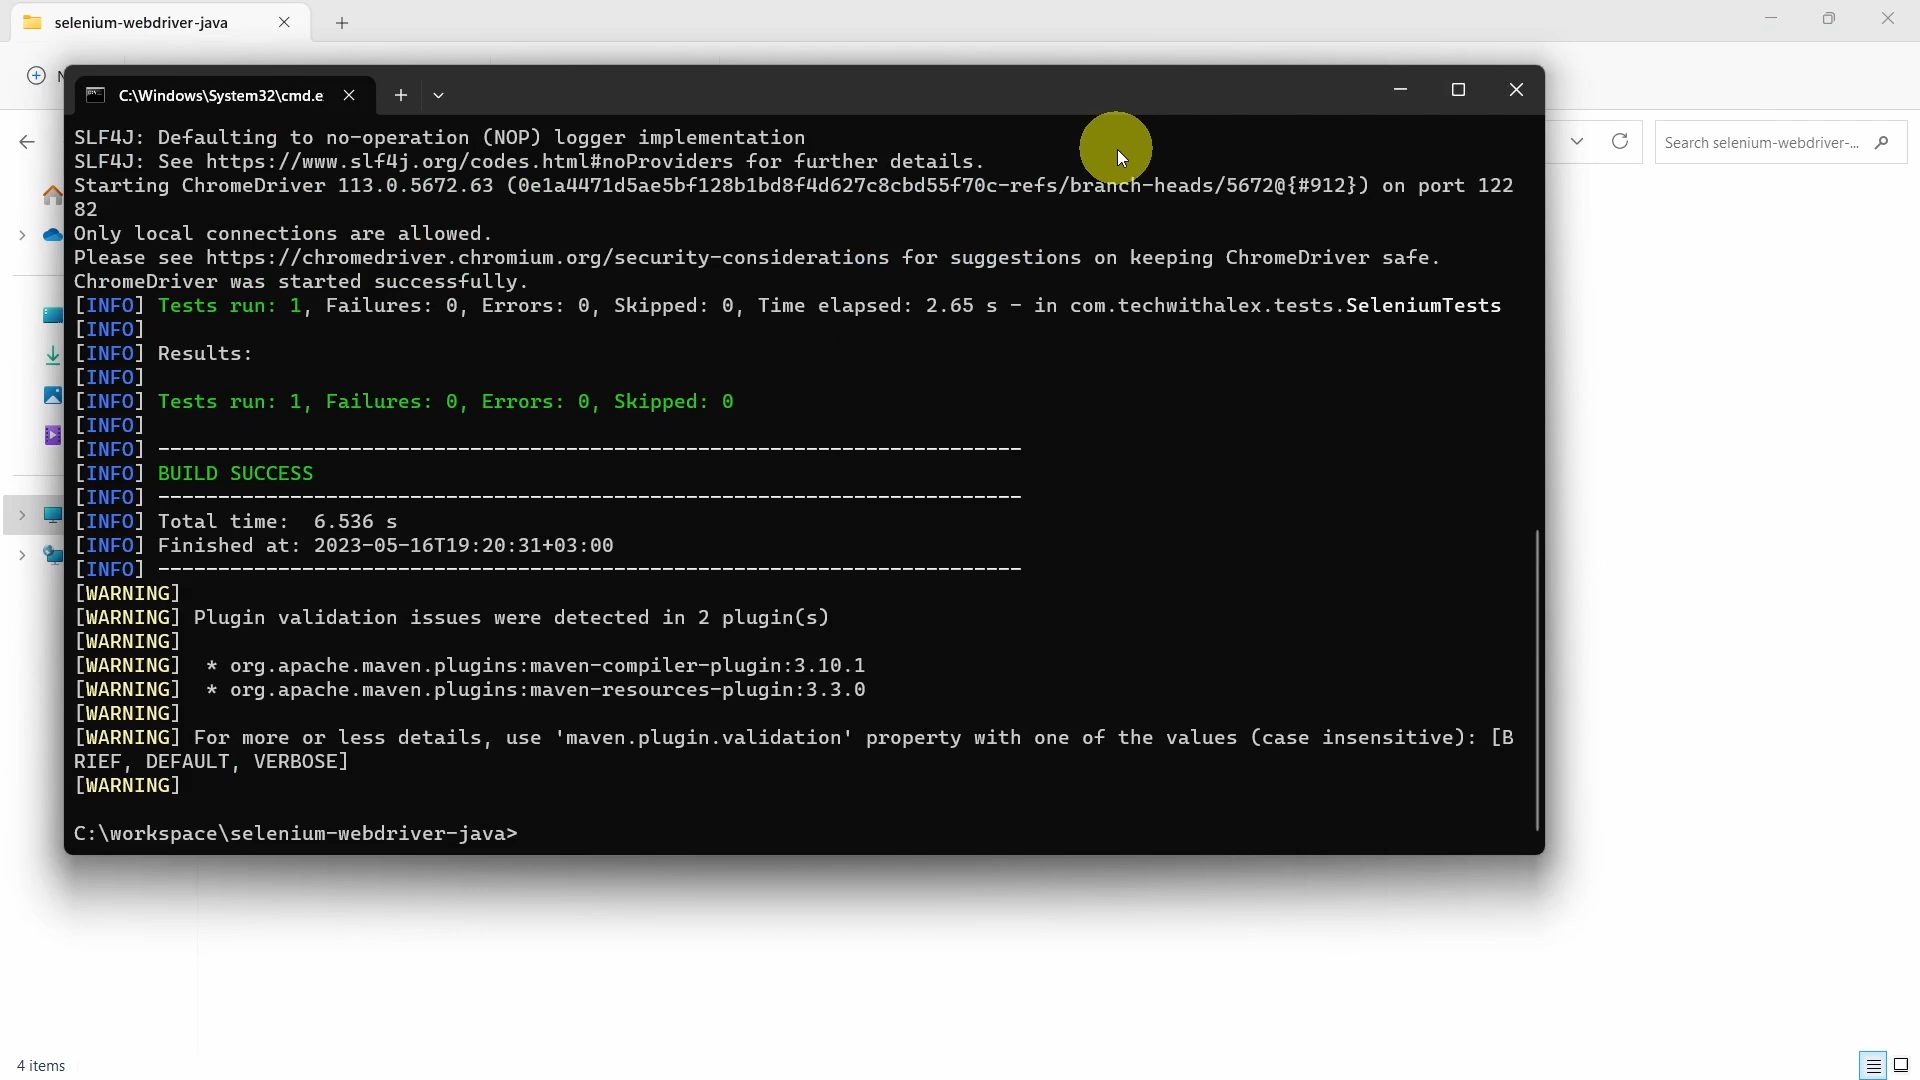 selenium-webdriver-java
C:\Windows\System32\cmd.e
Search selenium-webdriver-...
SLF4J: Defaulting to no-operation (NOP) logger implementation
SLF4J: See https://www.slf4j.org/codes.html#noProviders for further details.
Starting ChromeDriver 113.0.5672.63 (0e1a4471d5ae5bf128b1bd8f4d627c8cbd55f70c-refs/branch-heads/5672@{#912}) on port 122
82
Only local connections are allowed.
Please see https://chromedriver.chromium.org/security-considerations for suggestions on keeping ChromeDriver safe.
ChromeDriver was started successfully.
[INFO] Tests run: 1, Failures: 0, Errors: 0, Skipped: 0, Time elapsed: 2.65 s - in com.techwithalex.tests.SeleniumTests
[INFO]
[INFO] Results:
[INFO]
[INFO] Tests run: 1, Failures: 0, Errors: 0, Skipped: 0
[INFO]
[INFO] ------------------------------------------------------------------------
[INFO] BUILD SUCCESS
[INFO] ------------------------------------------------------------------------
[INFO] Total time:  6.536 s
[INFO] Finished at: 2023-05-16T19:20:31+03:00
[INFO] ------------------------------------------------------------------------
[WARNING]
[WARNING] Plugin validation issues were detected in 2 plugin(s)
[WARNING]
[WARNING]  * org.apache.maven.plugins:maven-compiler-plugin:3.10.1
[WARNING]  * org.apache.maven.plugins:maven-resources-plugin:3.3.0
[WARNING]
[WARNING] For more or less details, use 'maven.plugin.validation' property with one of the values (case insensitive): [B
RIEF, DEFAULT, VERBOSE]
[WARNING]
C:\workspace\selenium-webdriver-java>
4 items